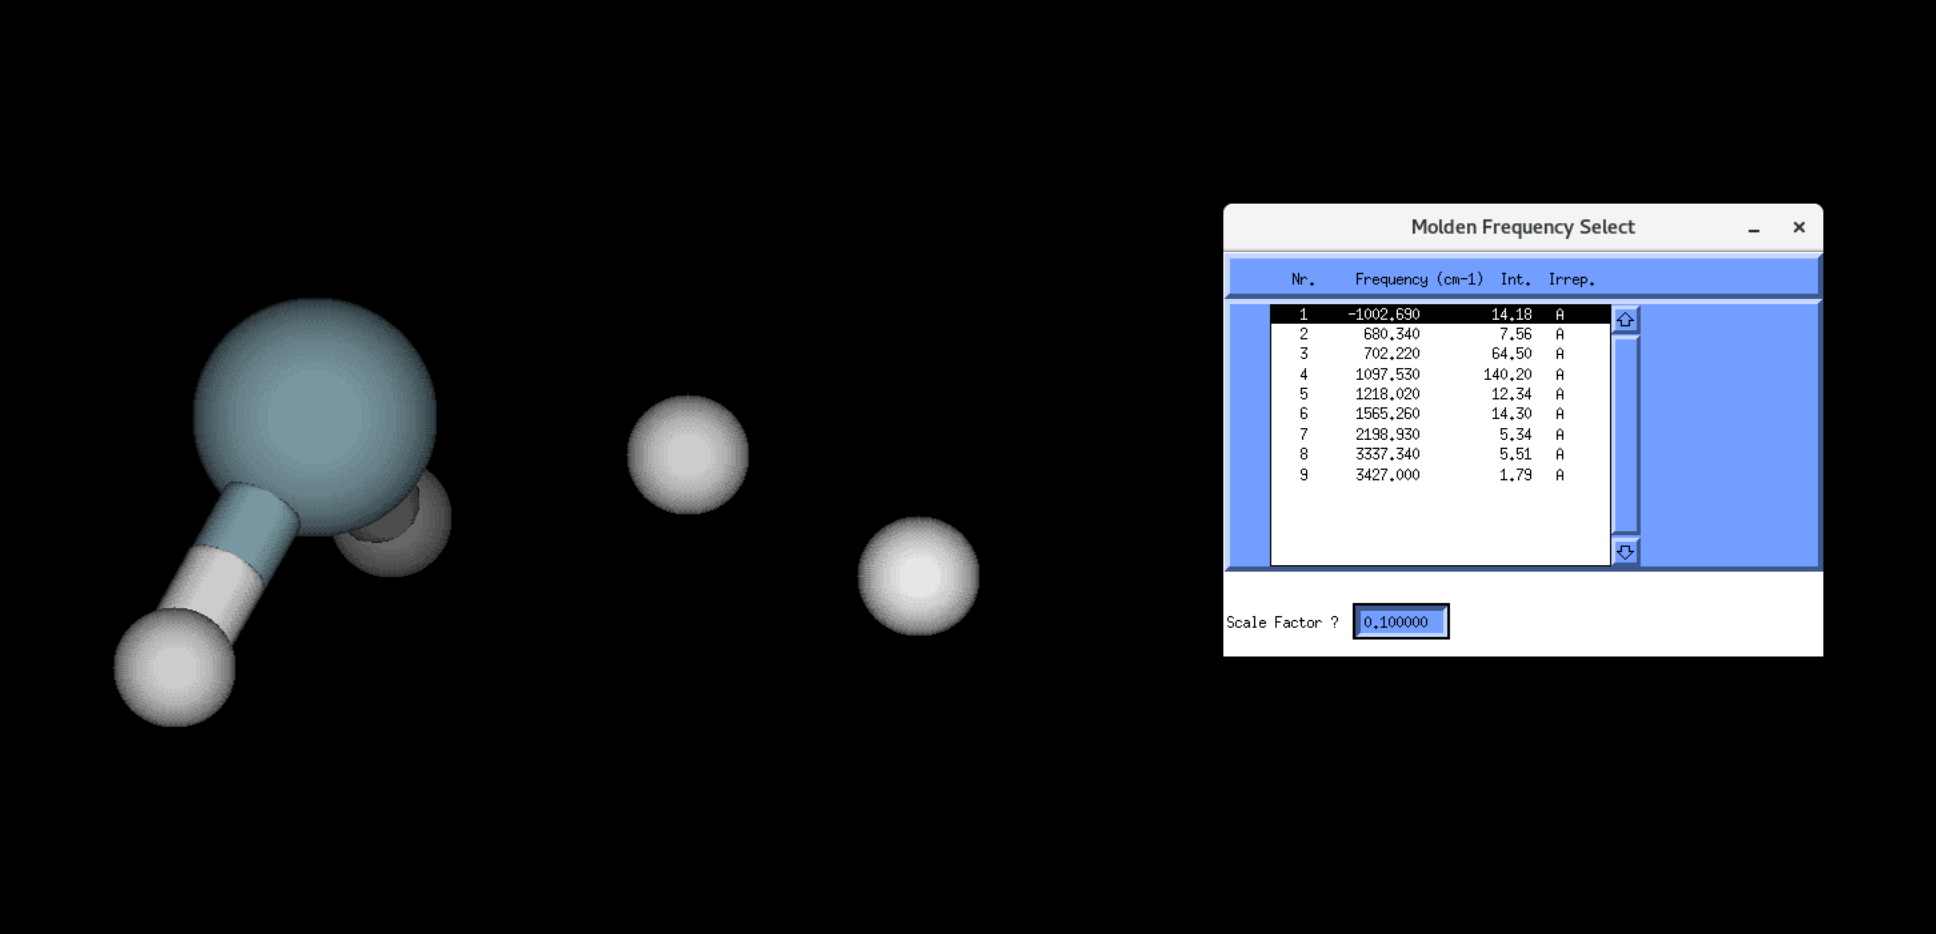 Molden Frequency Select
Nr. Frequency (cm-1) Int. Irrep.
1 -1002.690 14.18 A
2 680.340 7.56 A
3 702.220 64.50 A
4 1097.530 140.20 A
5 1218.020 12.34 A
6 1565.260 14.30 A
7 2198.930 5.34 A
8 3337.340 5.51 A
9 3427.000 1.79 A
Scale Factor ? 0.100000